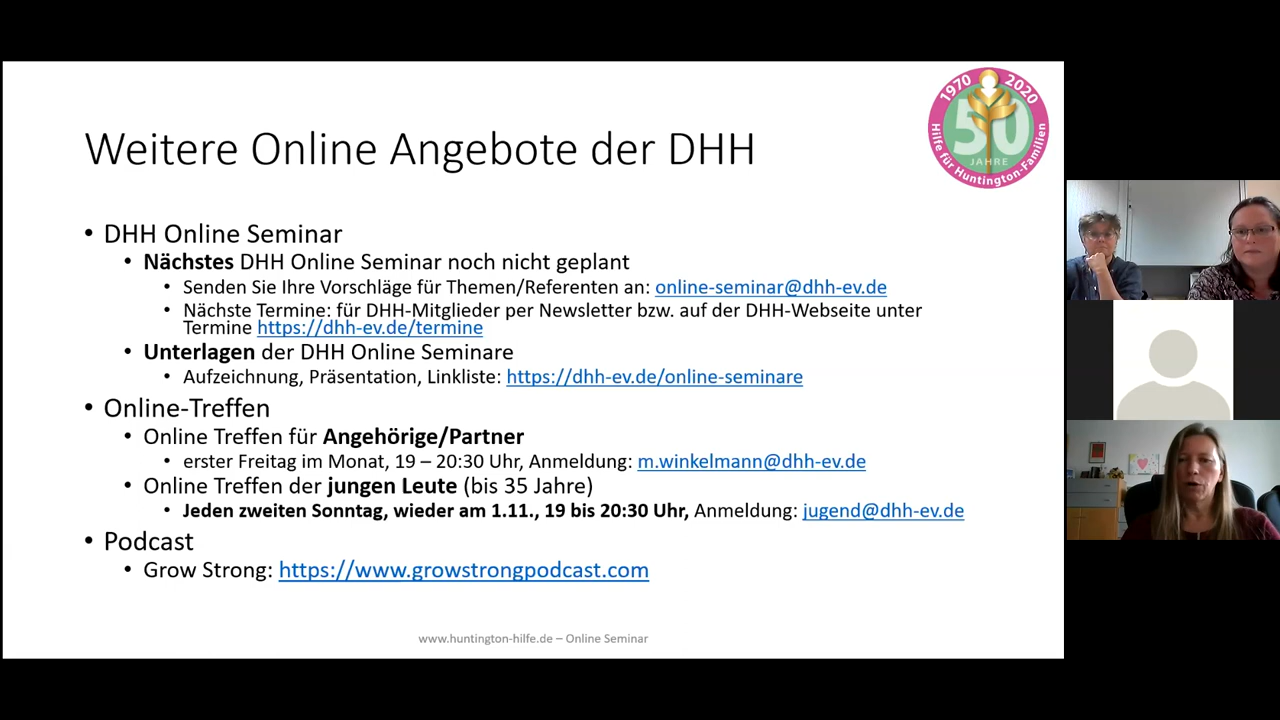 1970 2020
50
JAHRE
Hilfe für Huntington-Familien
Weitere Online Angebote der DHH
• DHH Online Seminar
• Nächstes DHH Online Seminar noch nicht geplant
• Senden Sie Ihre Vorschläge für Themen/Referenten an: online-seminar@dhh-ev.de
• Nächste Termine: für DHH-Mitglieder per Newsletter bzw. auf der DHH-Webseite unter
Termine https://dhh-ev.de/termine
• Unterlagen der DHH Online Seminare
• Aufzeichnung, Präsentation, Linkliste: https://dhh-ev.de/online-seminare
• Online-Treffen
• Online Treffen für Angehörige/Partner
• erster Freitag im Monat, 19 – 20:30 Uhr, Anmeldung: m.winkelmann@dhh-ev.de
• Online Treffen der jungen Leute (bis 35 Jahre)
• Jeden zweiten Sonntag, wieder am 1.11., 19 bis 20:30 Uhr, Anmeldung: jugend@dhh-ev.de
• Podcast
• Grow Strong: https://www.growstrongpodcast.com
www.huntington-hilfe.de – Online Seminar